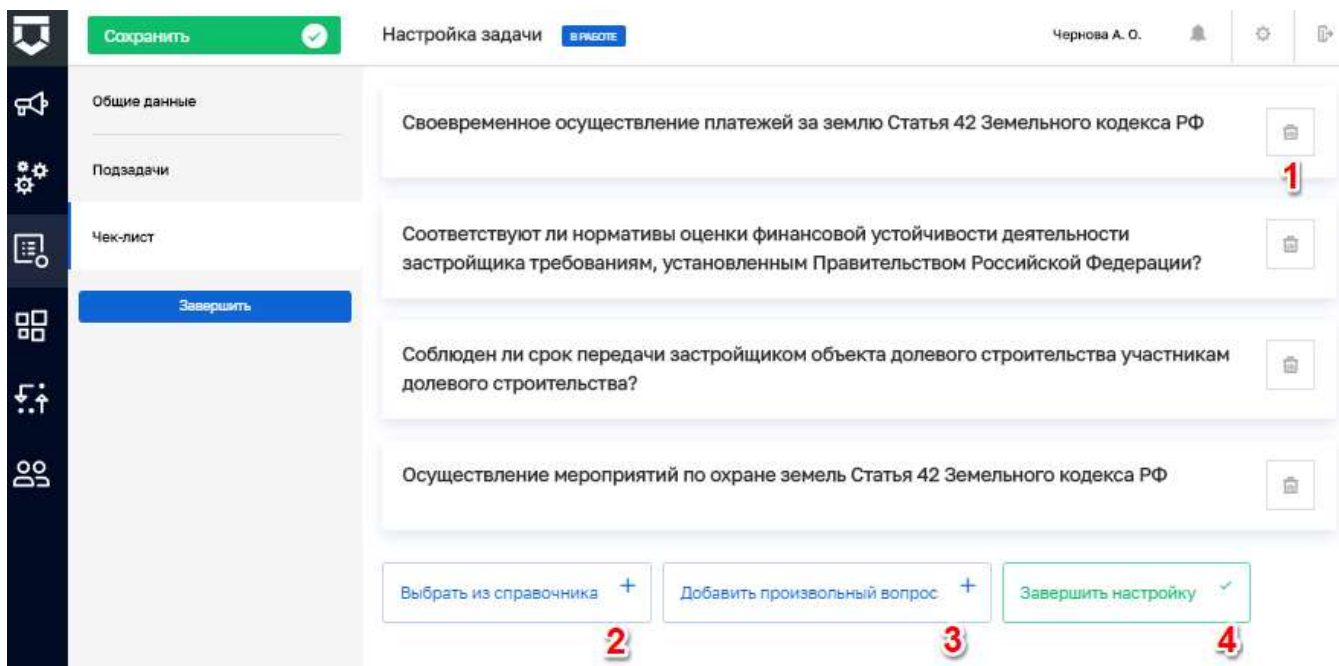 Сохранить
Настройка задачи
В РАБОТЕ
Чернова А. О.
Общие данные
Подзадачи
Чек-лист
Завершить
Своевременное осуществление платежей за землю Статья 42 Земельного кодекса РФ
1
Соответствуют ли нормативы оценки финансовой устойчивости деятельности
застройщика требованиям, установленным Правительством Российской Федерации?
Соблюден ли срок передачи застройщиком объекта долевого строительства участникам
долевого строительства?
Осуществление мероприятий по охране земель Статья 42 Земельного кодекса РФ
Выбрать из справочника +
2
Добавить произвольный вопрос +
3
Завершить настройку
4